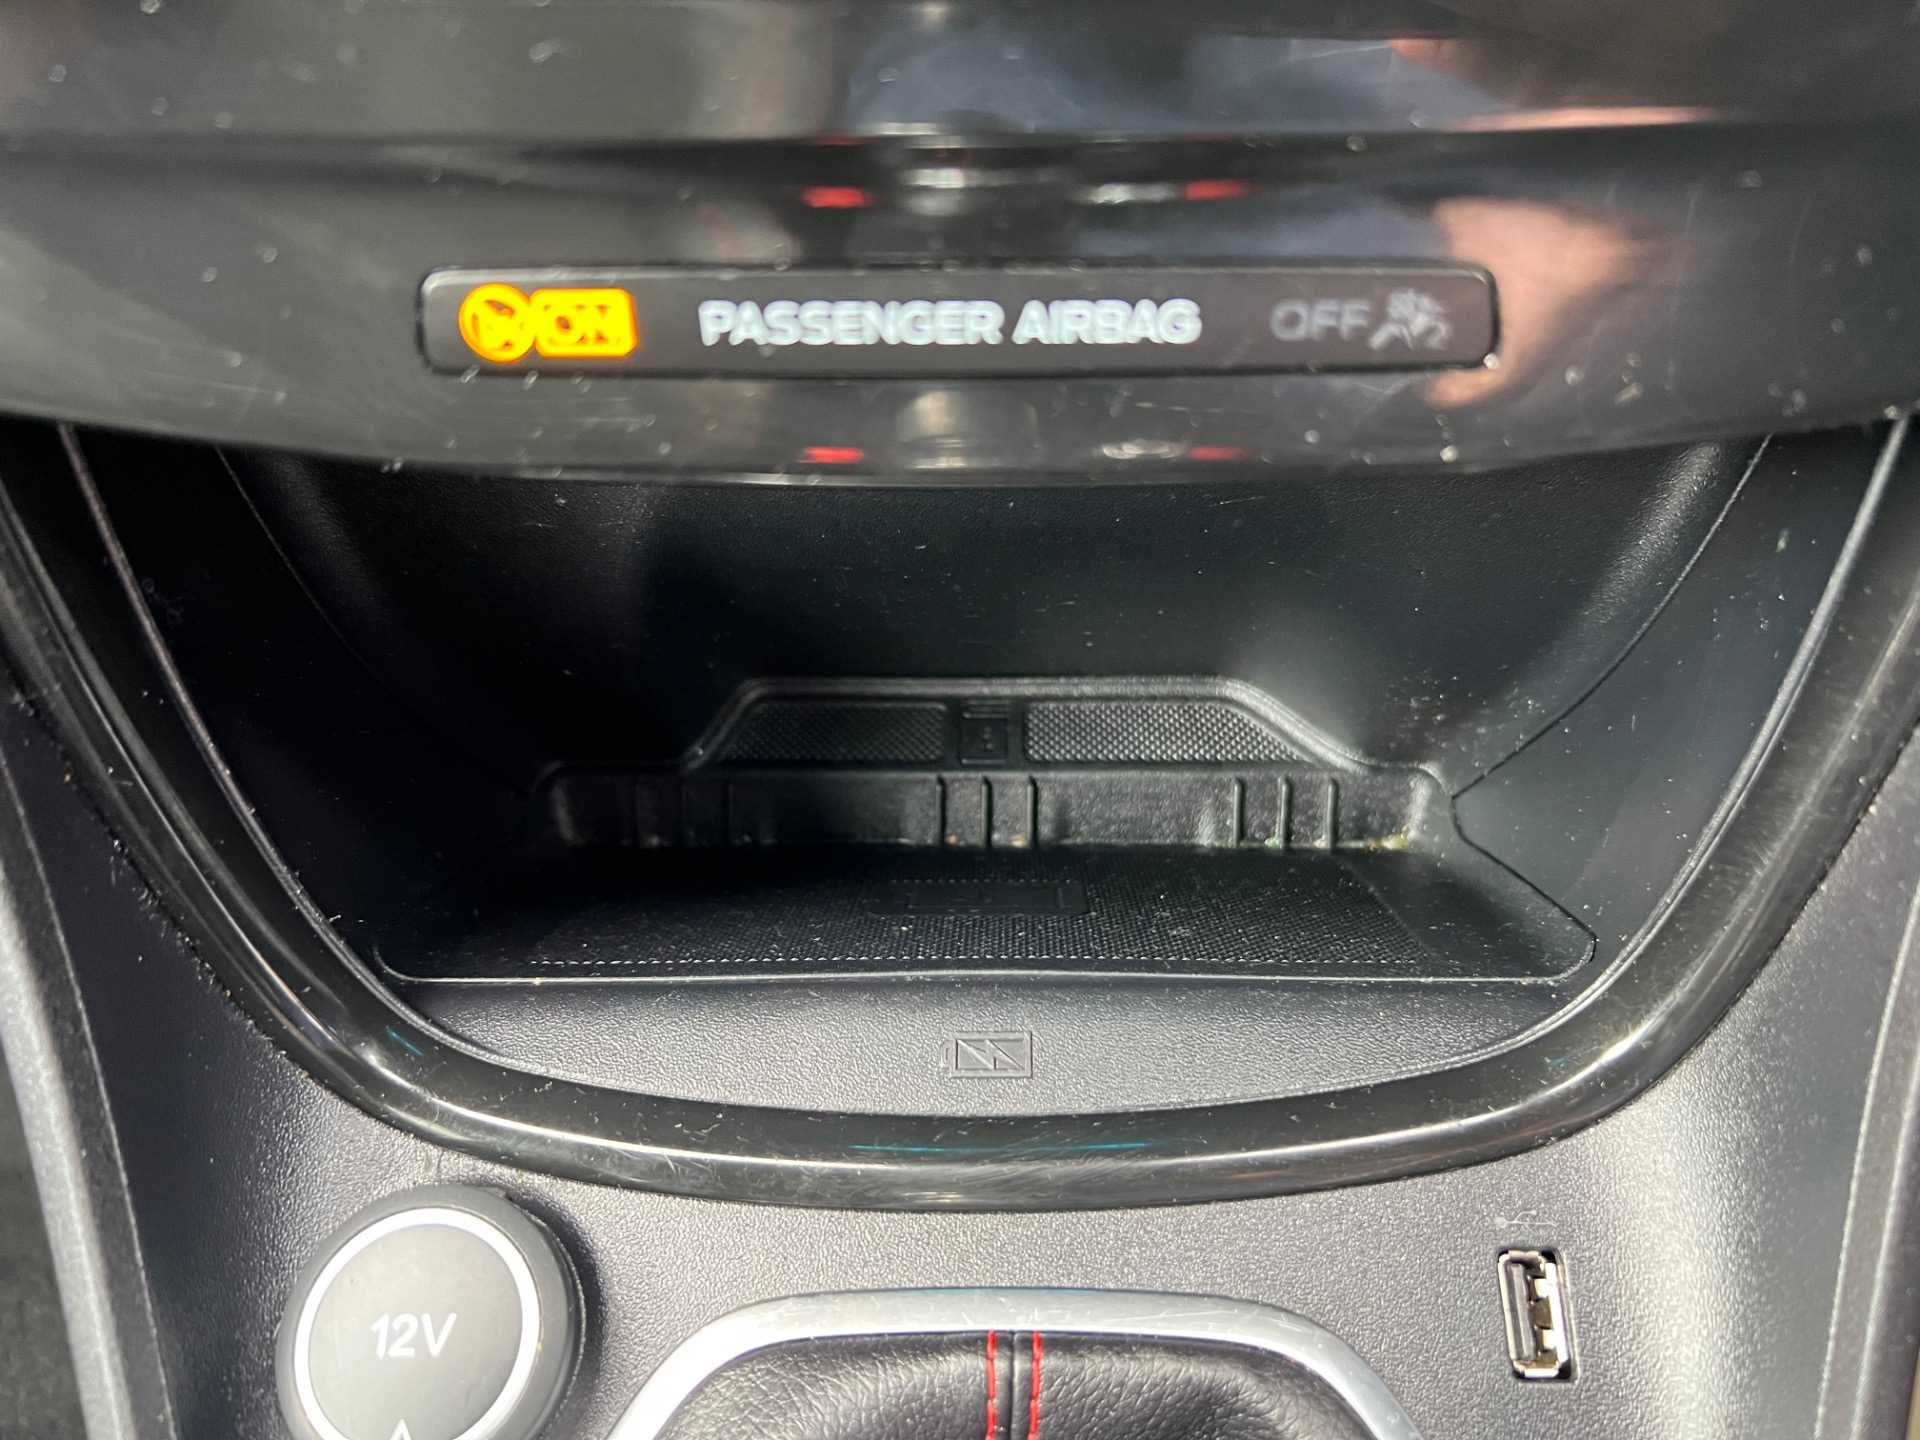 ON PASSENGER AIRBAG OFF
12V